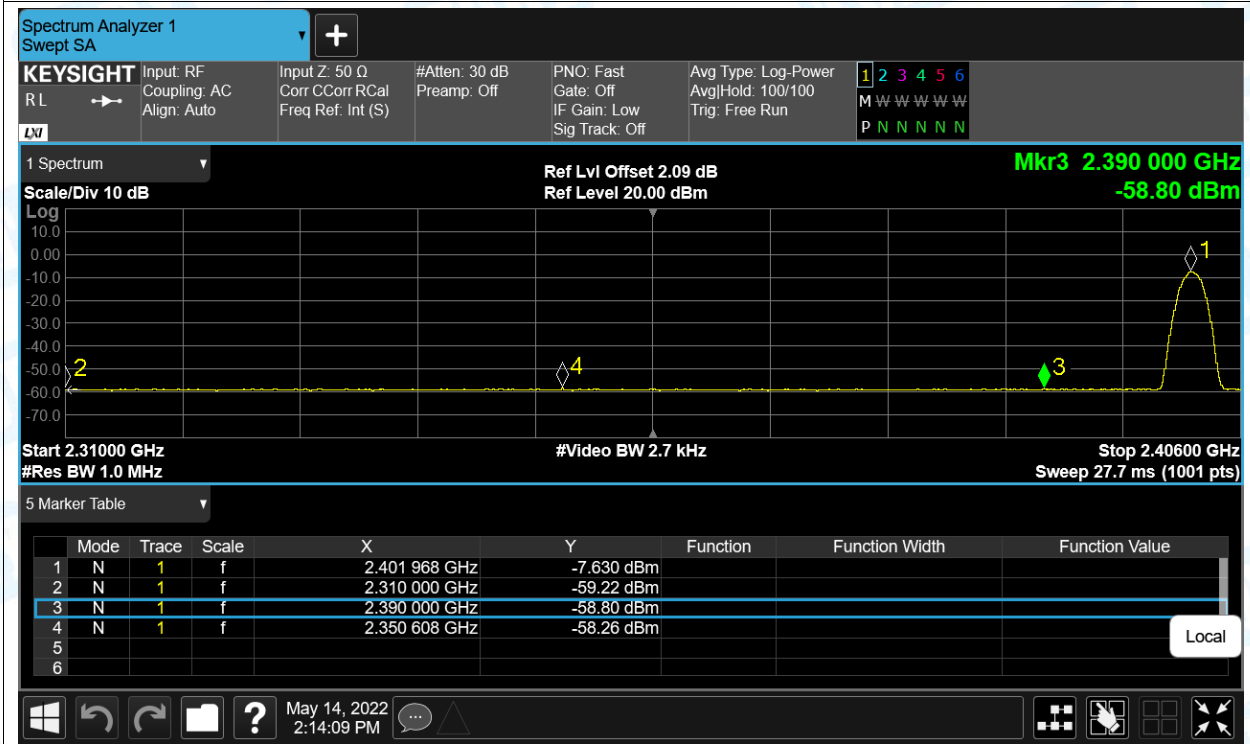 Spectrum Analyzer 1
Swept SA
+
KEYSIGHT Input: RF Input Z: 50 Ω #Atten: 30 dB PNO: Fast Avg Type: Log-Power 1 2 3 4 5 6
R L Coupling: AC Corr CCorr RCal Preamp: Off Gate: Off Avg|Hold: 100/100 M W W W W W
Align: Auto Freq Ref: Int (S) IF Gain: Low Trig: Free Run
LXI Sig Track: Off P N N N N N
1 Spectrum
Ref Lvl Offset 2.09 dB Mkr3 2.390 000 GHz
Scale/Div 10 dB Ref Level 20.00 dBm -58.80 dBm
Log
10.0
0.00
-10.0
-20.0
-30.0
-40.0
-50.0
-60.0
-70.0
1
2
4
3
Start 2.31000 GHz #Video BW 2.7 kHz Stop 2.40600 GHz
#Res BW 1.0 MHz Sweep 27.7 ms (1001 pts)
5 Marker Table
Mode Trace Scale X Y Function Function Width Function Value
1 N 1 f 2.401 968 GHz -7.630 dBm
2 N 1 f 2.310 000 GHz -59.22 dBm
3 N 1 f 2.390 000 GHz -58.80 dBm
4 N 1 f 2.350 608 GHz -58.26 dBm
5
6
Local
? May 14, 2022
2:14:09 PM